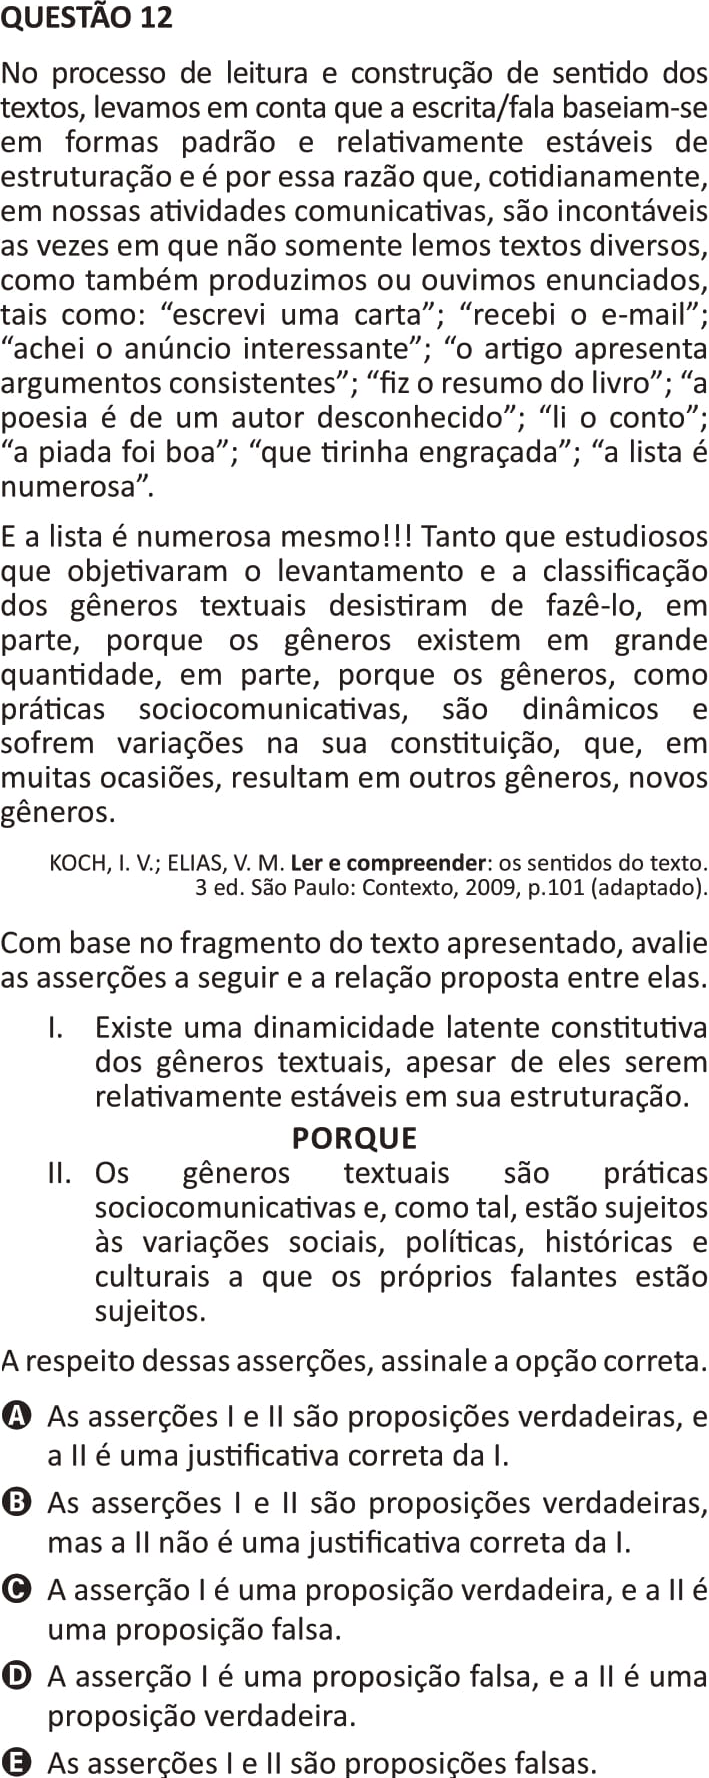 QUESTÃO 12
No processo de leitura e construção de sentido dos
textos, levamos em conta que a escrita/fala baseiam-se
em formas padrão e relativamente estáveis de
estruturação e é por essa razão que, cotidianamente,
em nossas atividades comunicativas, são incontáveis
as vezes em que não somente lemos textos diversos,
como também produzimos ou ouvimos enunciados,
tais como: “escrevi uma carta”; “recebi o e-mail”;
“achei o anúncio interessante”; “o artigo apresenta
argumentos consistentes”; “fiz o resumo do livro”; “a
poesia é de um autor desconhecido”; “li o conto”;
“a piada foi boa”; “que tirinha engraçada”; “a lista é
numerosa”.
E a lista é numerosa mesmo!!! Tanto que estudiosos
que objetivaram o levantamento e a classificação
dos gêneros textuais desistiram de fazê-lo, em
parte, porque os gêneros existem em grande
quantidade, em parte, porque os gêneros, como
práticas sociocomunicativas, são dinâmicos e
sofrem variações na sua constituição, que, em
muitas ocasiões, resultam em outros gêneros, novos
gêneros.
KOCH, I. V.; ELIAS, V. M. Ler e compreender: os sentidos do texto.
3 ed. São Paulo: Contexto, 2009, p.101 (adaptado).
Com base no fragmento do texto apresentado, avalie
as asserções a seguir e a relação proposta entre elas.
I. Existe uma dinamicidade latente constitutiva
dos gêneros textuais, apesar de eles serem
relativamente estáveis em sua estruturação.
PORQUE
II. Os gêneros textuais são práticas
sociocomunicativas e, como tal, estão sujeitos
às variações sociais, políticas, históricas e
culturais a que os próprios falantes estão
sujeitos.
A respeito dessas asserções, assinale a opção correta.
A As asserções I e II são proposições verdadeiras, e
a II é uma justificativa correta da I.
B As asserções I e II são proposições verdadeiras,
mas a II não é uma justificativa correta da I.
C A asserção I é uma proposição verdadeira, e a II é
uma proposição falsa.
D A asserção I é uma proposição falsa, e a II é uma
proposição verdadeira.
E As asserções I e II são proposições falsas.